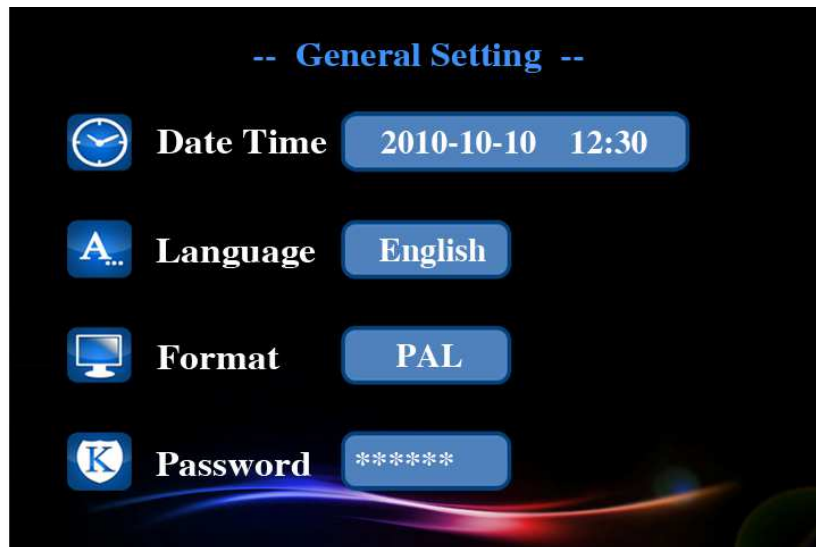 -- General Setting --
Date Time 2010-10-10 12:30
A... Language English
Format PAL
K Password ******